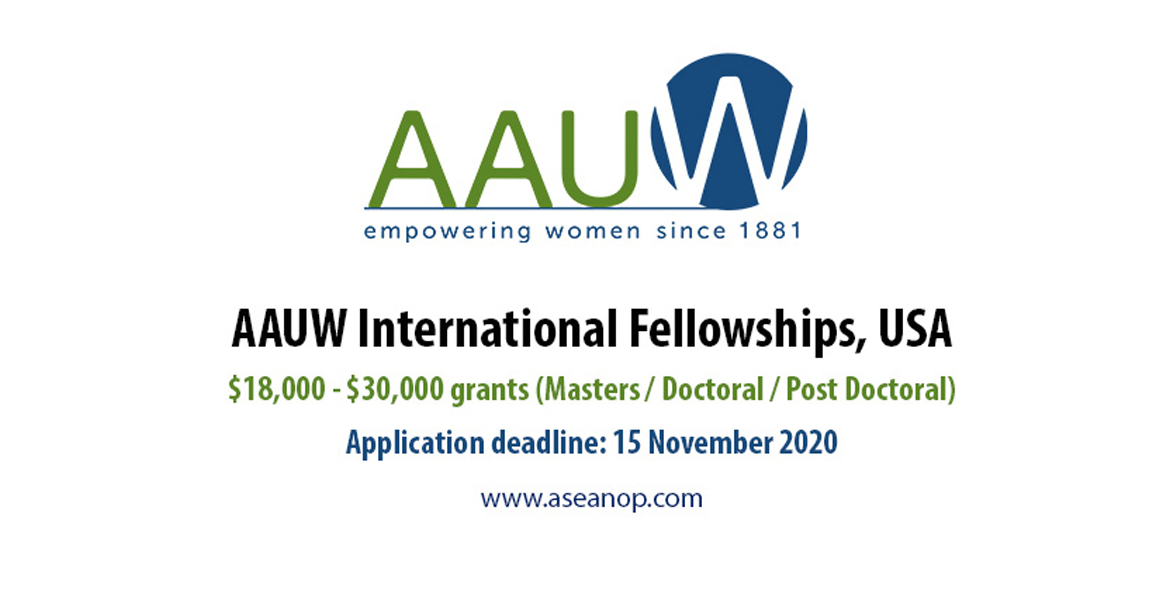 AAUW
empowering women since 1881
AAUW International Fellowships, USA
$18,000 - $30,000 grants (Masters / Doctoral / Post Doctoral)
Application deadline: 15 November 2020
www.aseanop.com